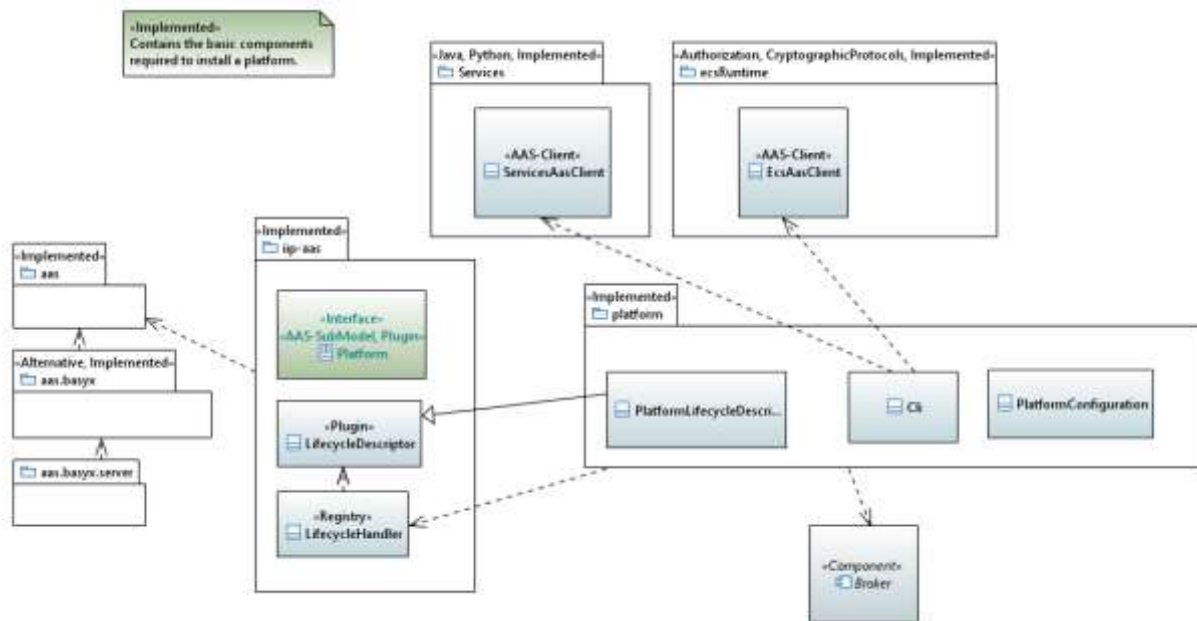 «Implemented»
Contains the basic components
required to install a platform.
«Java, Python, Implemented»
Services
«AAS-Client»
ServicesAasClient
«Authorization, CryptographicProtocols, Implemented»
ecsRuntime
«AAS-Client»
EcsAasClient
«Implemented»
aas
«Alternative, Implemented»
aas.basyx
aas.basyx.server
«Implemented»
iip-aas
«Interface»
«AAS-SubModel, Plugin»
Platform
«Plugin»
LifecycleDescriptor
«Registry»
LifecycleHandler
«Implemented»
platform
PlatformLifecycleDescri...
Cli
PlatformConfiguration
«Component»
Broker